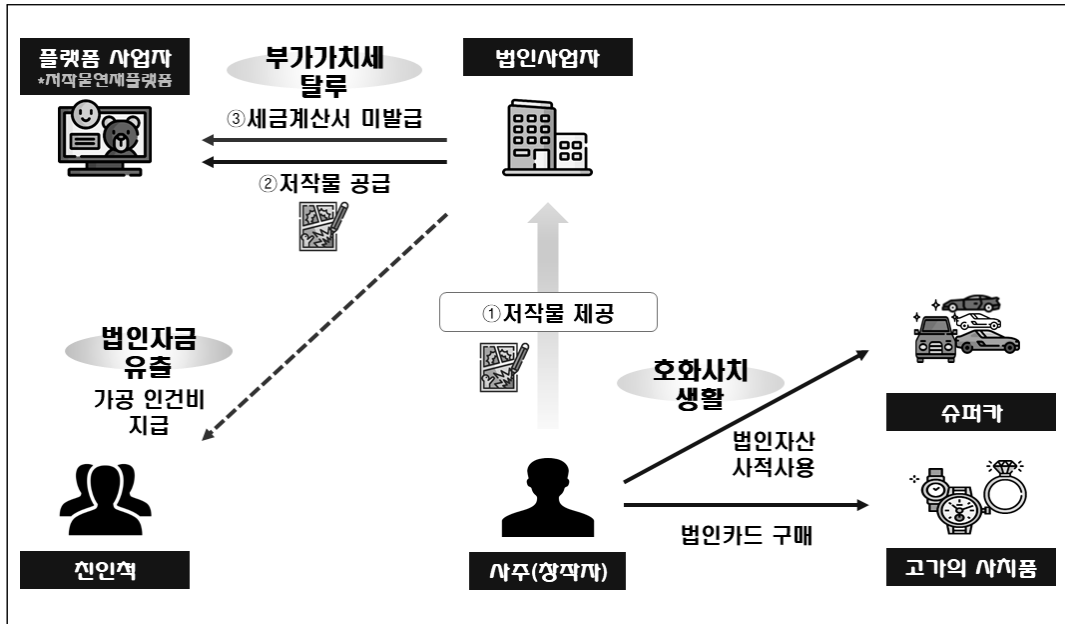 플랫폼 사업자
*저작물연재플랫폼
부가가치세
탈루
법인사업자
③세금계산서 미발급
②저작물 공급
①저작물 제공
법인자금
유출
가공 인건비
지급
호화사치
생활
슈퍼카
법인자산
사적사용
법인카드 구매
친인척
사주(창작자)
고가의 사치품